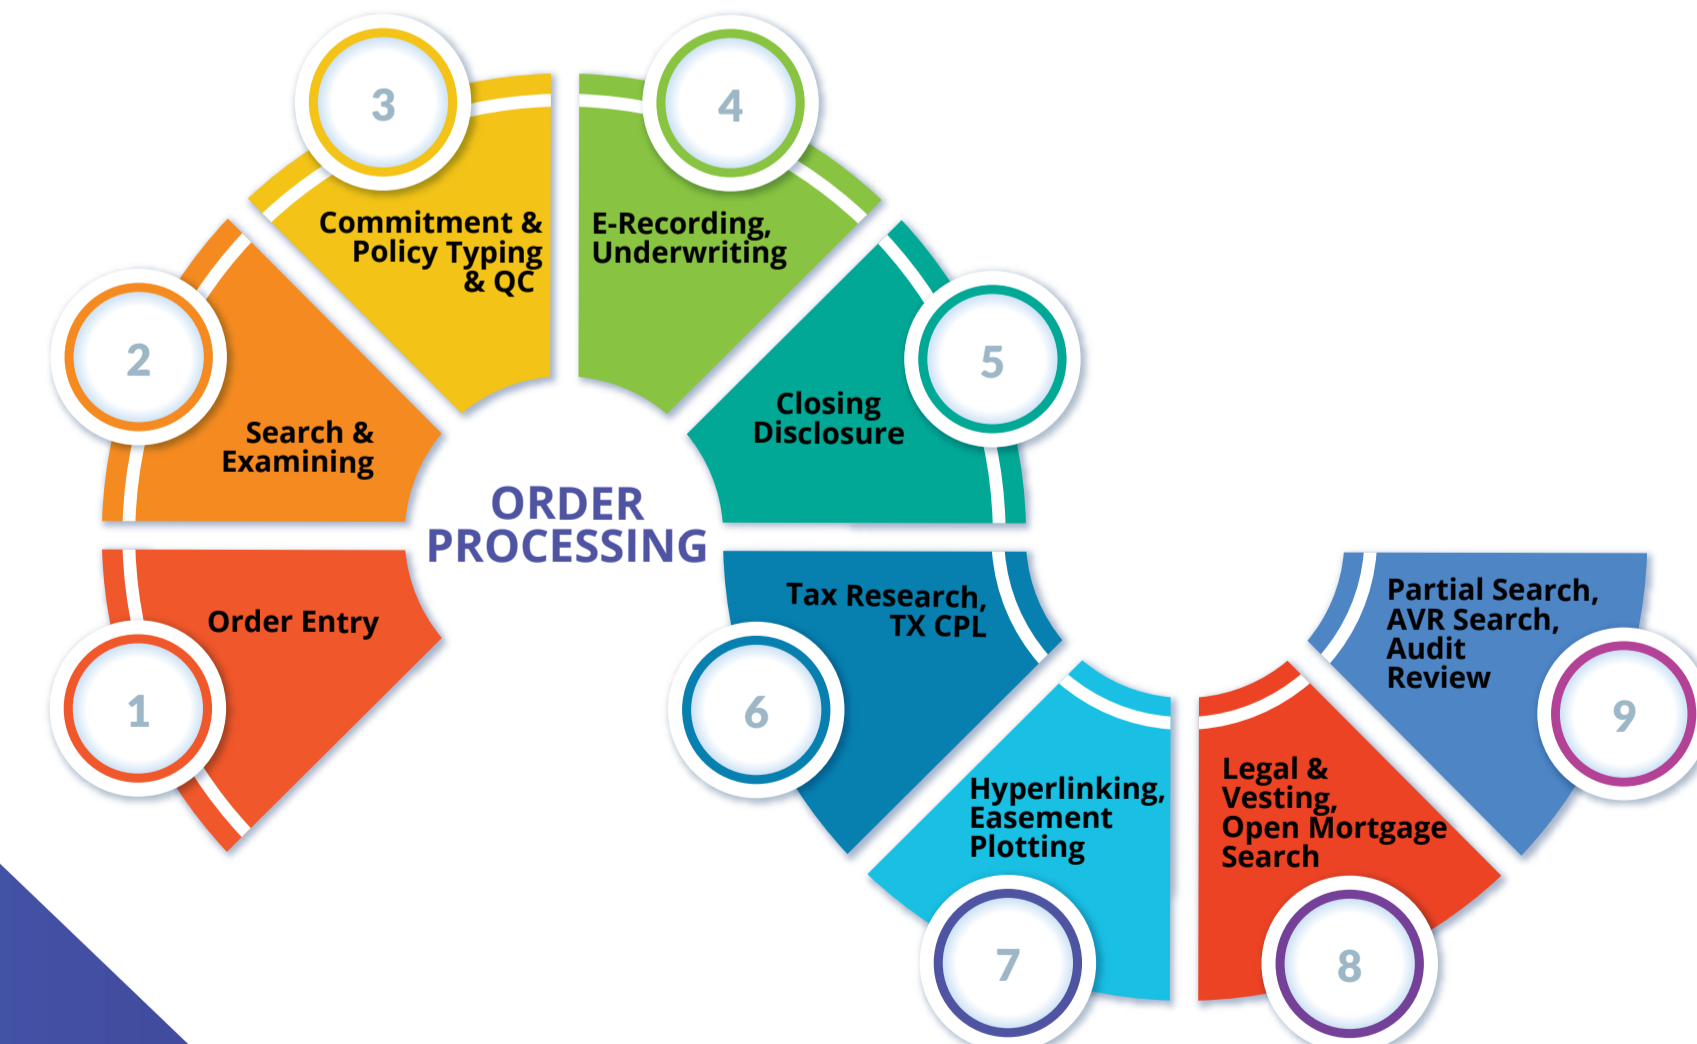 ORDER
PROCESSING
1
Order Entry
2
Search &
Examining
3
Commitment &
Policy Typing
& QC
4
E-Recording,
Underwriting
5
Closing
Disclosure
6
Tax Research,
TX CPL
7
Hyperlinking,
Easement
Plotting
8
Legal &
Vesting,
Open Mortgage
Search
9
Partial Search,
AVR Search,
Audit
Review